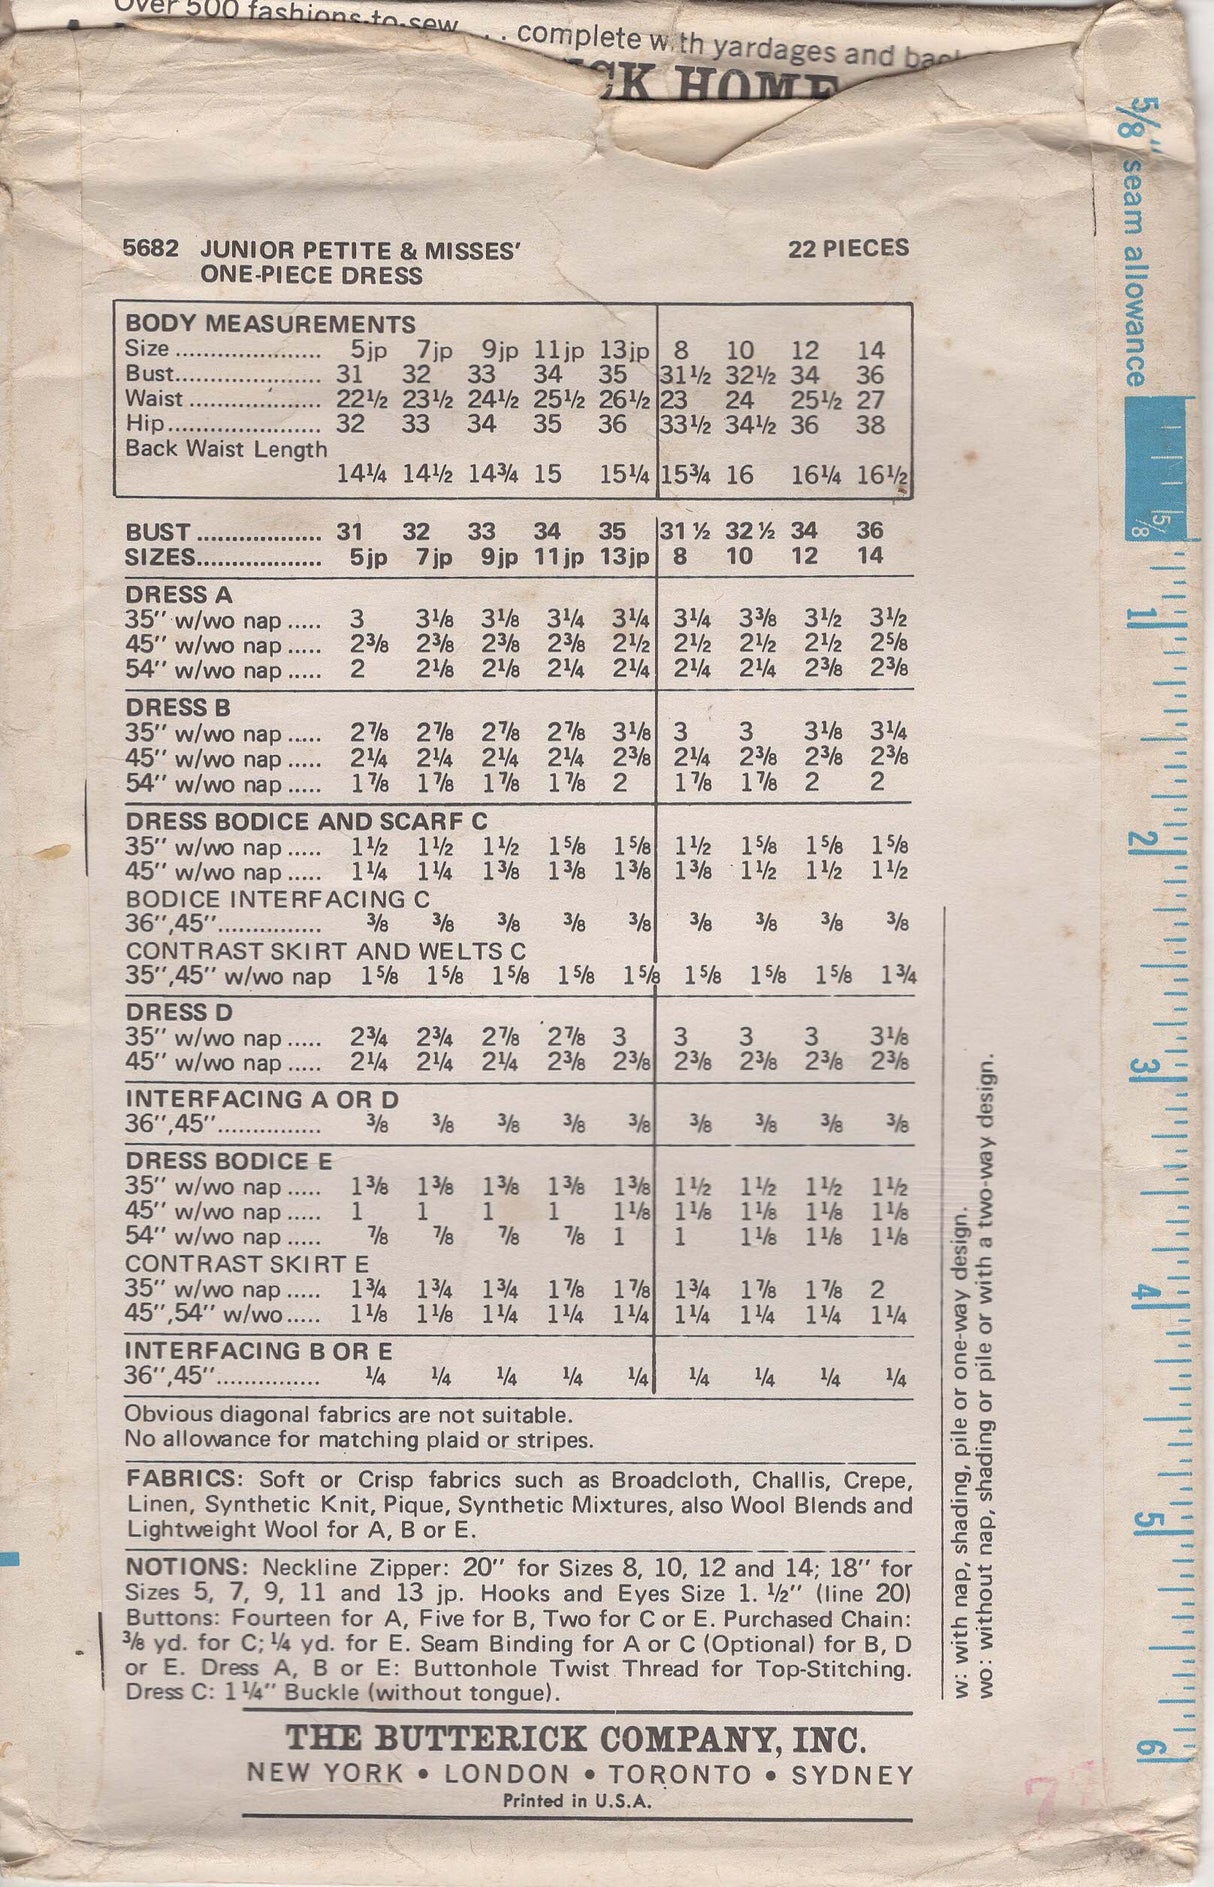 Over 500 fashions-to-sew . . . complete with yardages and
CK HOME
5682 JUNIOR PETITE & MISSES' 22 PIECES
ONE-PIECE DRESS
BODY MEASUREMENTS
Size ...................... 5jp 7jp 9jp 11jp 13jp 8 10 12 14
Bust...................... 31 32 33 34 35 31½ 32½ 34 36
Waist .................... 22½ 23½ 24½ 25½ 26½ 23 24 25½ 27
Hip....................... 32 33 34 35 36 33½ 34½ 36 38
Back Waist Length
14¼ 14½ 14¾ 15 15¼ 15¾ 16 16¼ 16½
BUST ................... 31 32 33 34 35 31½ 32½ 34 36
SIZES................... 5jp 7jp 9jp 11jp 13jp 8 10 12 14
DRESS A
35" w/wo nap ..... 3 3⅛ 3⅛ 3¼ 3¼ 3¼ 3⅜ 3½ 3½
45" w/wo nap ..... 2⅜ 2⅜ 2⅜ 2⅜ 2½ 2½ 2½ 2½ 2⅝
54" w/wo nap ..... 2 2⅛ 2⅛ 2¼ 2¼ 2¼ 2¼ 2⅜ 2⅜
DRESS B
35" w/wo nap ..... 2⅞ 2⅞ 2⅞ 2⅞ 3⅛ 3 3 3⅛ 3¼
45" w/wo nap ..... 2¼ 2¼ 2¼ 2¼ 2⅜ 2¼ 2⅜ 2⅜ 2⅜
54" w/wo nap ..... 1⅞ 1⅞ 1⅞ 1⅞ 2 1⅞ 1⅞ 2 2
DRESS BODICE AND SCARF C
35" w/wo nap ..... 1½ 1½ 1½ 1⅝ 1⅝ 1½ 1⅝ 1⅝ 1⅝
45" w/wo nap ..... 1¼ 1¼ 1⅜ 1⅜ 1⅜ 1⅜ 1½ 1½ 1½
BODICE INTERFACING C
36",45"............... ⅜ ⅜ ⅜ ⅜ ⅜ ⅜ ⅜ ⅜ ⅜
CONTRAST SKIRT AND WELTS C
35",45" w/wo nap 1⅝ 1⅝ 1⅝ 1⅝ 1⅝ 1⅝ 1⅝ 1⅝ 1¾
DRESS D
35" w/wo nap ..... 2¾ 2¾ 2⅞ 2⅞ 3 3 3 3 3⅛
45" w/wo nap ..... 2¼ 2¼ 2¼ 2⅜ 2⅜ 2⅜ 2⅜ 2⅜ 2⅜
INTERFACING A OR D
36",45"............... ⅜ ⅜ ⅜ ⅜ ⅜ ⅜ ⅜ ⅜ ⅜
DRESS BODICE E
35" w/wo nap ..... 1⅜ 1⅜ 1⅜ 1⅜ 1⅜ 1½ 1½ 1½ 1½
45" w/wo nap ..... 1 1 1 1 1⅛ 1⅛ 1⅛ 1⅛ 1⅛
54" w/wo nap ..... ⅞ ⅞ ⅞ ⅞ 1 1 1⅛ 1⅛ 1⅛
CONTRAST SKIRT E
35" w/wo nap ..... 1¾ 1¾ 1¾ 1⅞ 1⅞ 1¾ 1⅞ 1⅞ 2
45",54" w/wo..... 1⅛ 1⅛ 1¼ 1¼ 1¼ 1¼ 1¼ 1¼ 1¼
INTERFACING B OR E
36",45"............... ¼ ¼ ¼ ¼ ¼ ¼ ¼ ¼ ¼
Obvious diagonal fabrics are not suitable.
No allowance for matching plaid or stripes.
FABRICS: Soft or Crisp fabrics such as Broadcloth, Challis, Crepe,
Linen, Synthetic Knit, Pique, Synthetic Mixtures, also Wool Blends and
Lightweight Wool for A, B or E.
NOTIONS: Neckline Zipper: 20" for Sizes 8, 10, 12 and 14; 18" for
Sizes 5, 7, 9, 11 and 13 jp. Hooks and Eyes Size 1. ½" (line 20)
Buttons: Fourteen for A, Five for B, Two for C or E. Purchased Chain:
⅜ yd. for C; ¼ yd. for E. Seam Binding for A or C (Optional) for B, D
or E. Dress A, B or E: Buttonhole Twist Thread for Top-Stitching.
Dress C: 1¼" Buckle (without tongue).
THE BUTTERICK COMPANY, INC.
NEW YORK • LONDON • TORONTO • SYDNEY
Printed in U.S.A.
w: with nap, shading, pile or one-way design.
wo: without nap, shading or pile or with a two-way design.
5/8" seam allowance
5/8
1
2
3
4
5
6